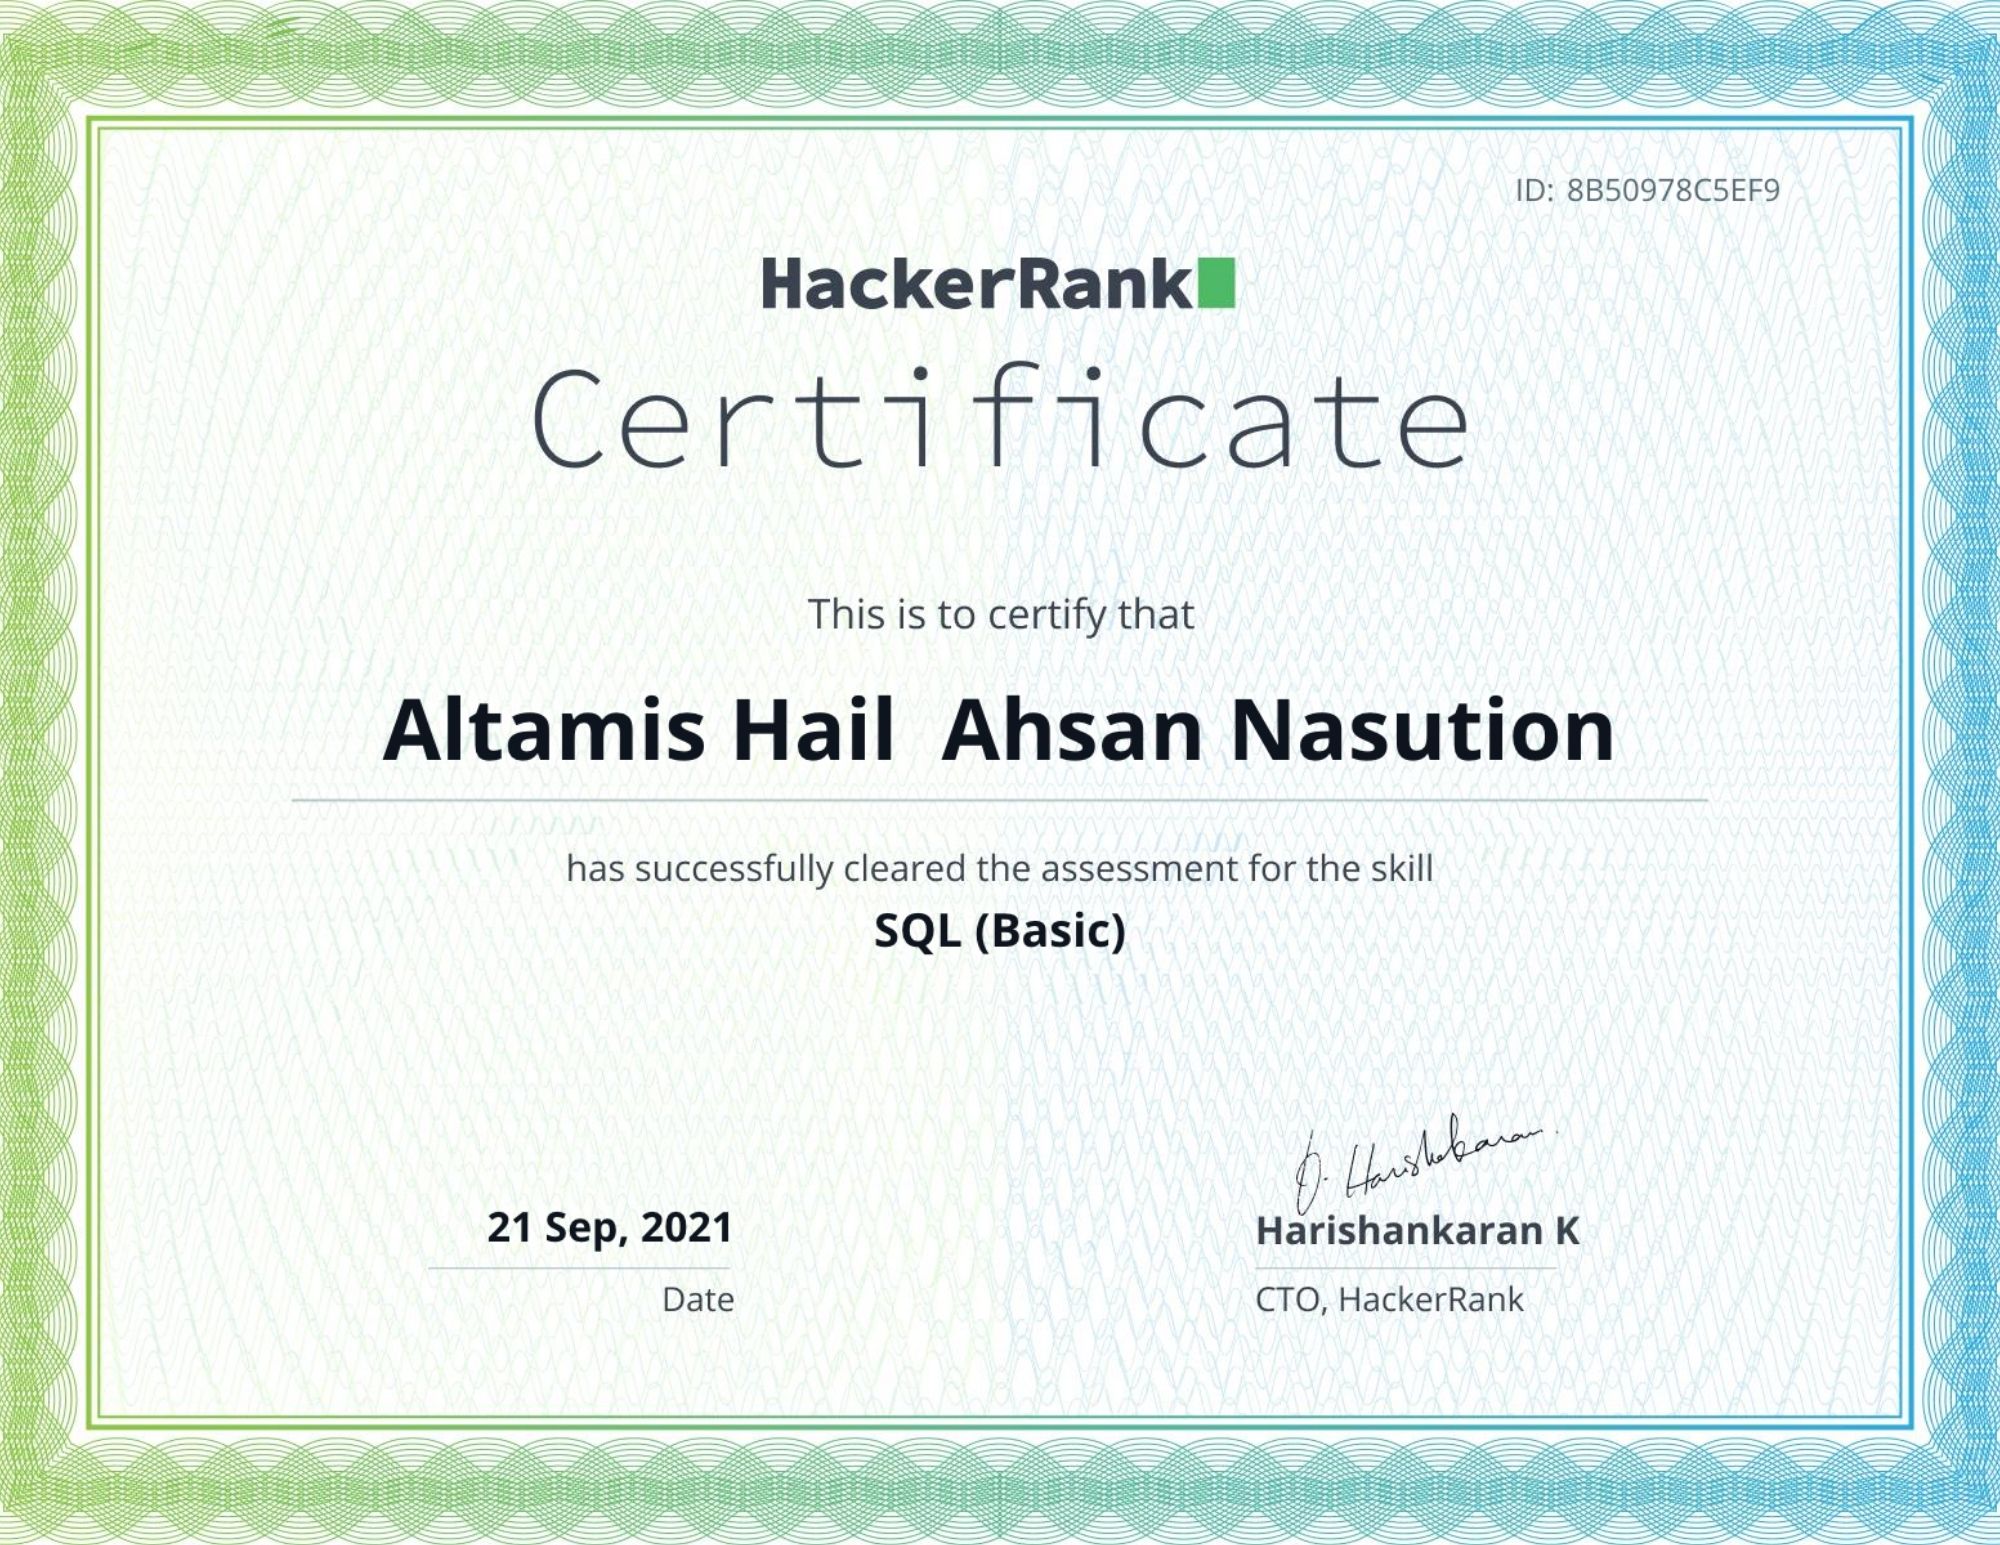 ID: 8B50978C5EF9
HackerRank
Certificate
This is to certify that
Altamis Hail  Ahsan Nasution
has successfully cleared the assessment for the skill
SQL (Basic)
21 Sep, 2021
Date
Harishankaran K
CTO, HackerRank